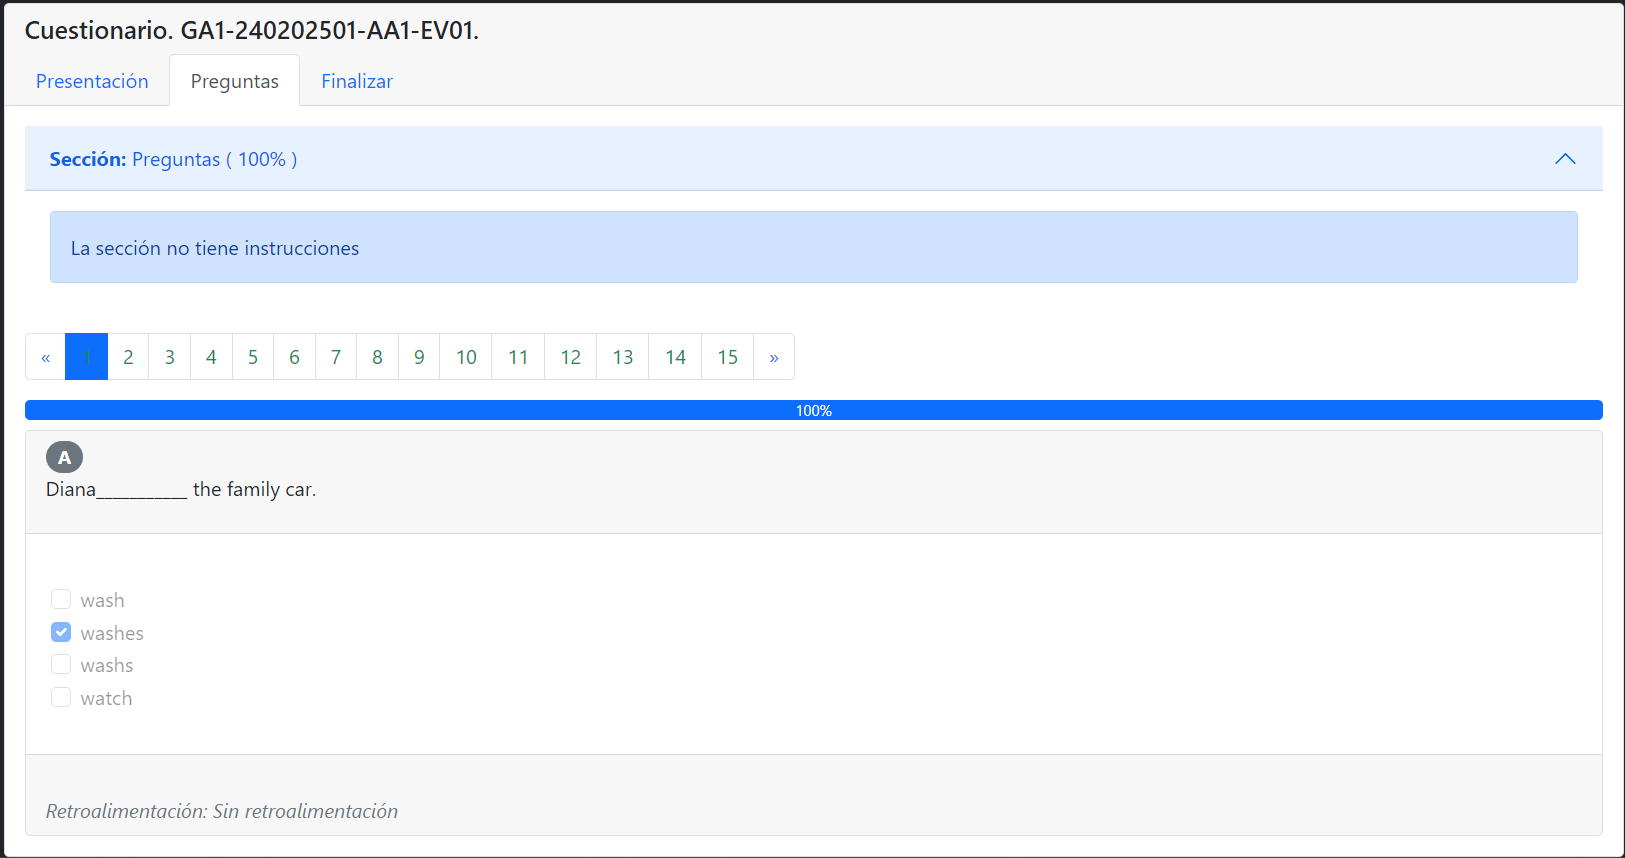 Cuestionario. GA1-240202501-AA1-EV01.
Presentación Preguntas Finalizar
Sección: Preguntas ( 100% )
La sección no tiene instrucciones
« 1 2 3 4 5 6 7 8 9 10 11 12 13 14 15 »
100%
A
Diana___________ the family car.
wash
washes
washs
watch
Retroalimentación: Sin retroalimentación